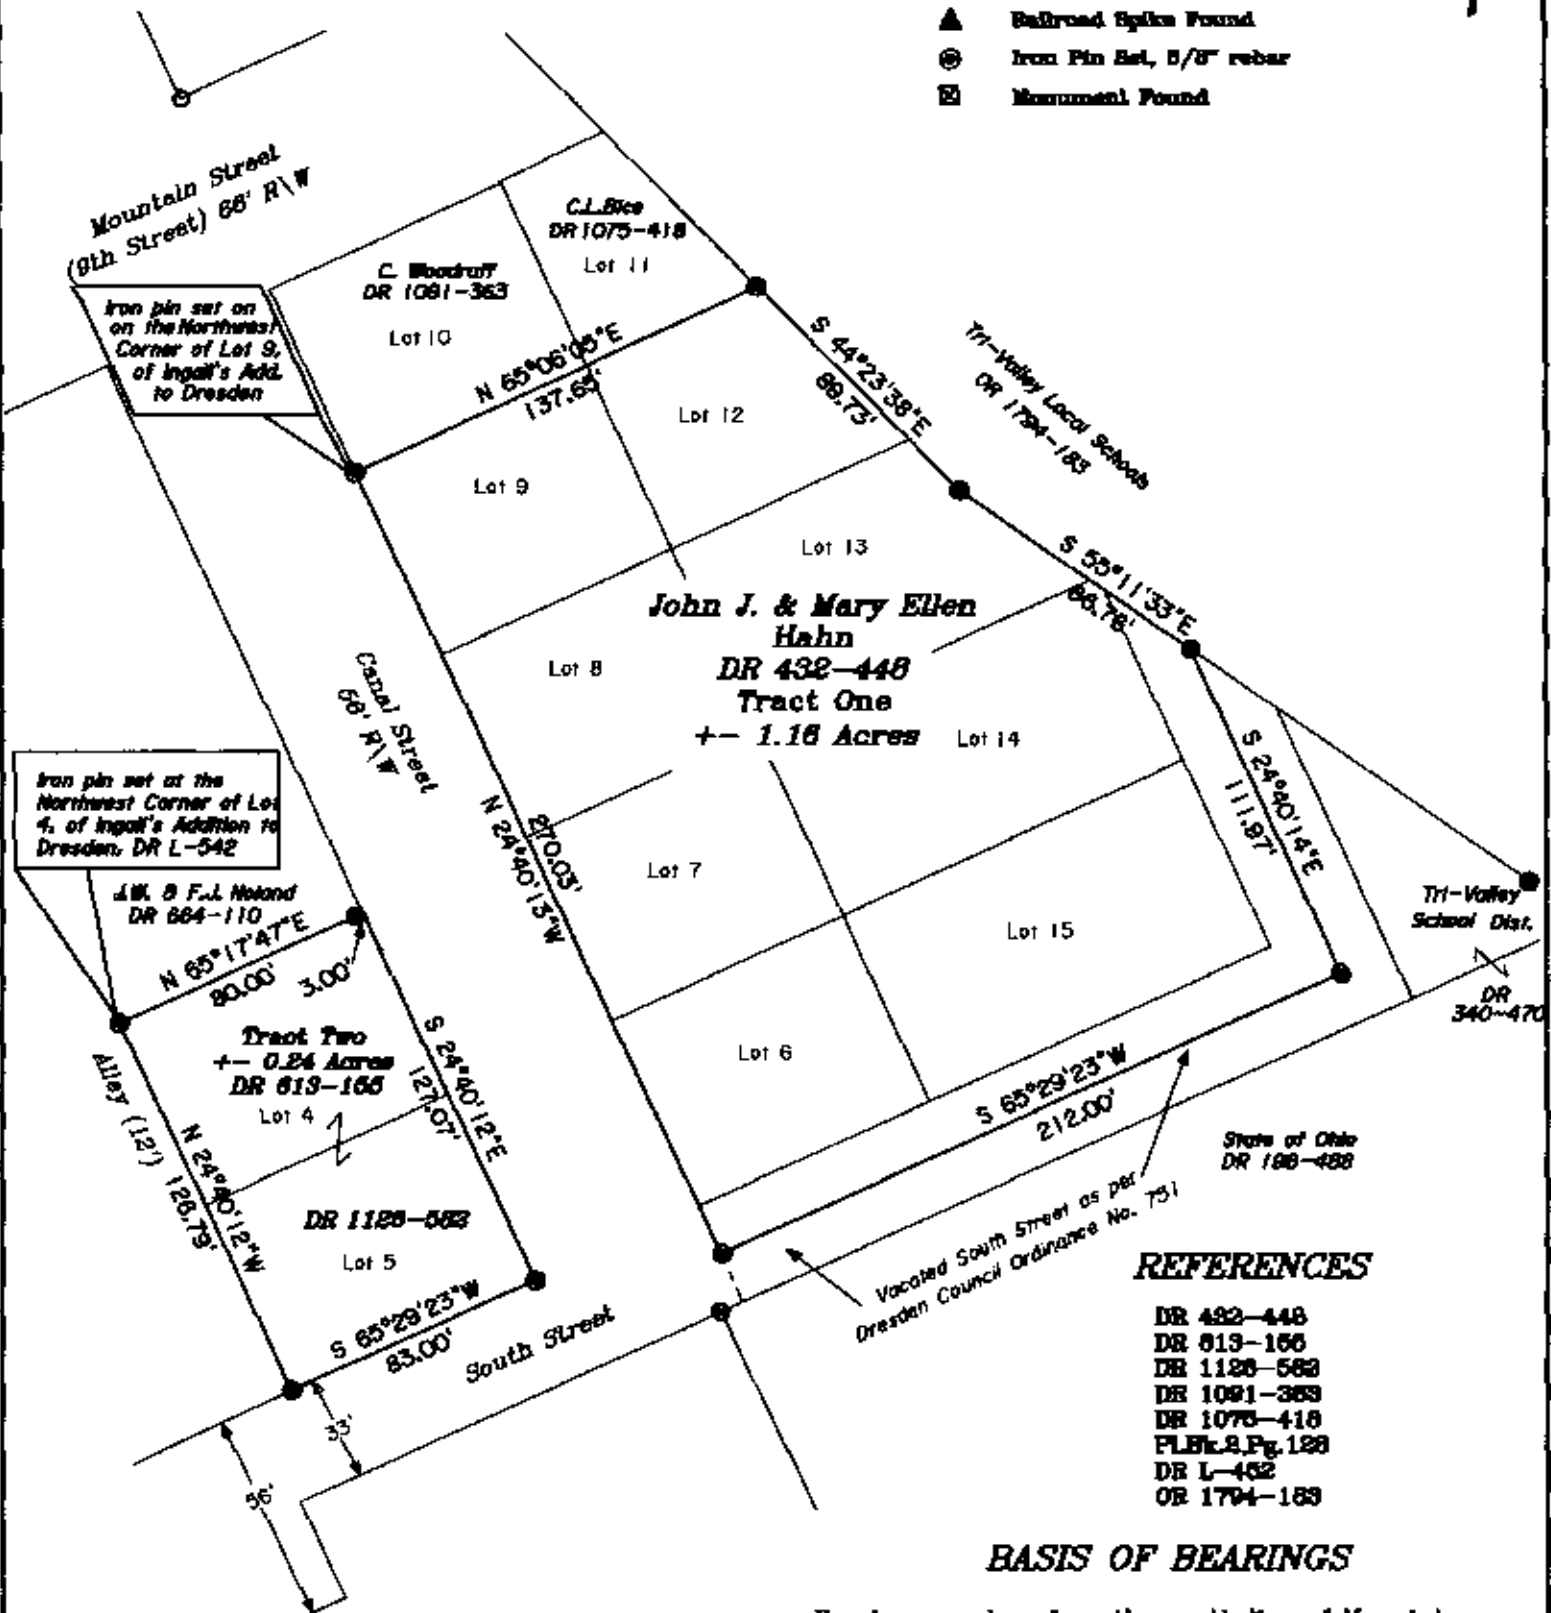 Railroad Spike Found
Iron Pin Set, 5/8" rebar
Monument Found
Mountain Street
(9th Street) 66' R\W
C.L.Bice
DR 1075-418
Lot 11
C. Woodruff
DR 1091-363
Lot 10
Iron pin set on
on the Northwest
Corner of Lot 9,
of Ingall's Add.
to Dresden
N 65°06'05"E
137.65'
S 44°23'38"E
89.73'
Tri-Valley Local Schools
OR 1794-183
Lot 12
Lot 9
Lot 13
S 55°11'33"E
John J. & Mary Ellen
Hahn
DR 432-448
Tract One
+- 1.16 Acres
Lot 8
Lot 14
Canal Street
R\W
N 24°40'13"W
270.03'
S 24°40'14"E
111.97'
Iron pin set at the
Northwest Corner of Lot
4, of Ingall's Addition to
Dresden, DR L-542
J.W. & F.J. Noland
DR 664-110
N 65°17'47"E
80.00'
3.00'
Lot 7
Lot 15
Tri-Valley
School Dist.
DR
340-470
Tract Two
+- 0.24 Acres
DR 613-166
Lot 4
Alley (12')
N 24°40'12"W
126.79'
S 24°40'12"E
127.07'
Lot 6
S 65°29'23"W
212.00'
State of Ohio
DR 1128-582
Lot 5
Vacated South Street as per
Dresden Council Ordinance No. 751
S 65°29'23"W
83.00'
South Street
33'
56'
REFERENCES
DR 432-448
DR 613-166
DR 1128-582
DR 1091-363
DR 1075-418
Pl.Bk.2,Pg.128
DR L-452
OR 1794-183
BASIS OF BEARINGS